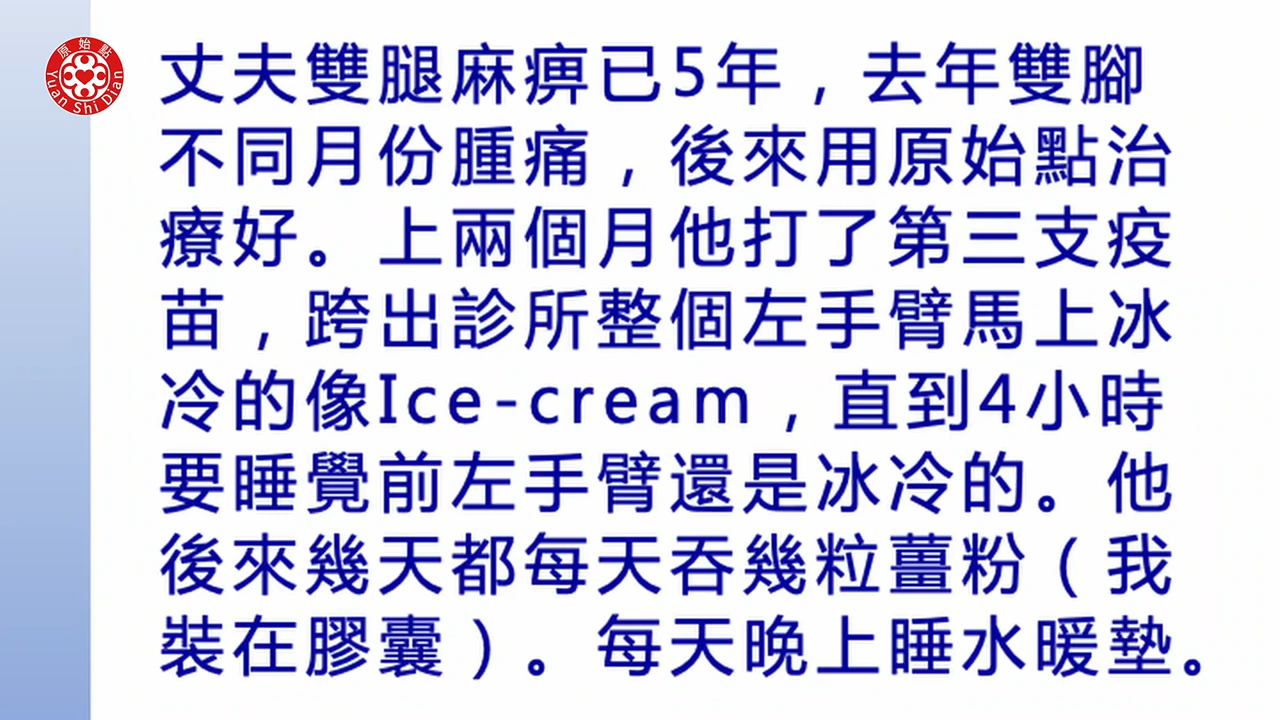 原始點
Yuan Shi Dian
丈夫雙腿麻痹已5年，去年雙腳
不同月份腫痛，後來用原始點治
療好。上兩個月他打了第三支疫
苗，跨出診所整個左手臂馬上冰
冷的像Ice-cream，直到4小時
要睡覺前左手臂還是冰冷的。他
後來幾天都每天吞幾粒薑粉（我
裝在膠囊）。每天晚上睡水暖墊。